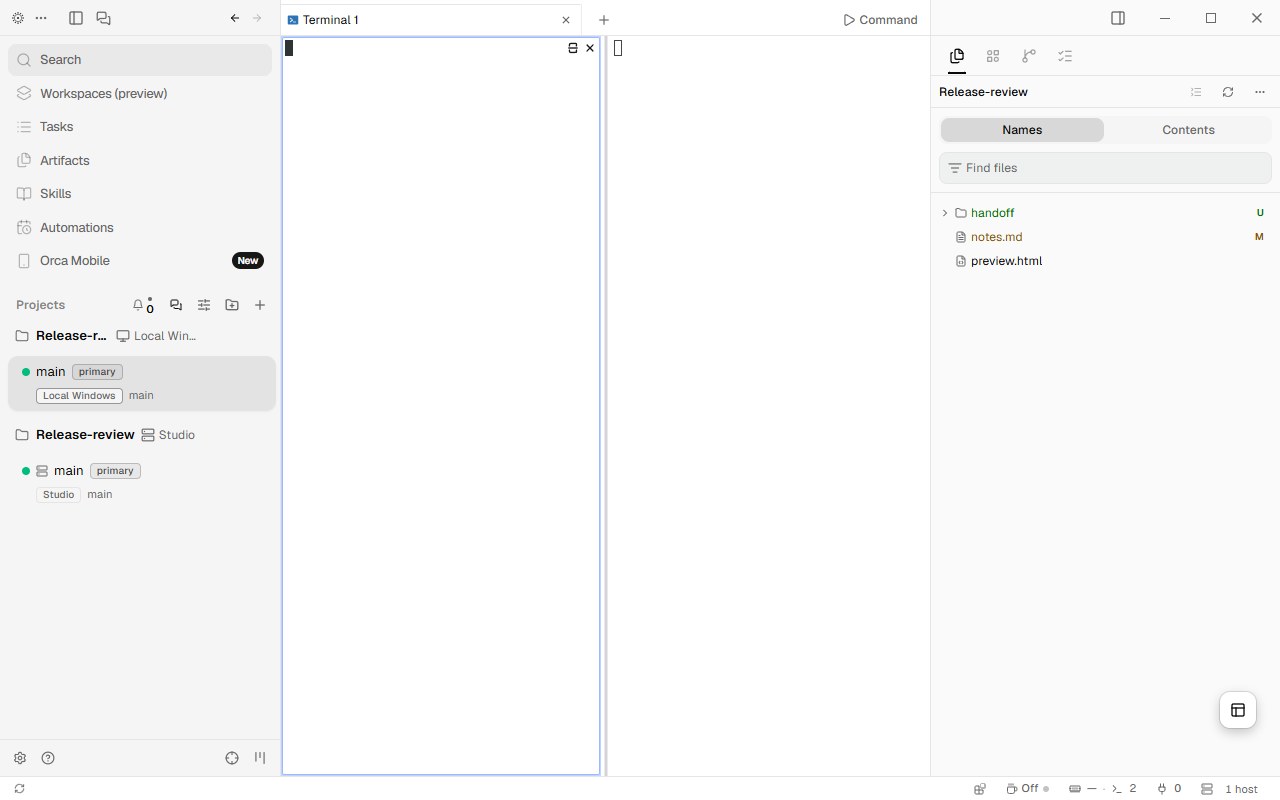 Search
Workspaces (preview)
Tasks
Artifacts
Skills
Automations
Orca Mobile
New
Projects
0
Release-r...
Local Win...
main
primary
Local Windows
main
Release-review
Studio
main
primary
Studio
main
Terminal 1
Command
Release-review
Names
Contents
Find files
handoff
U
notes.md
M
preview.html
Off
— ·
2
0
1 host